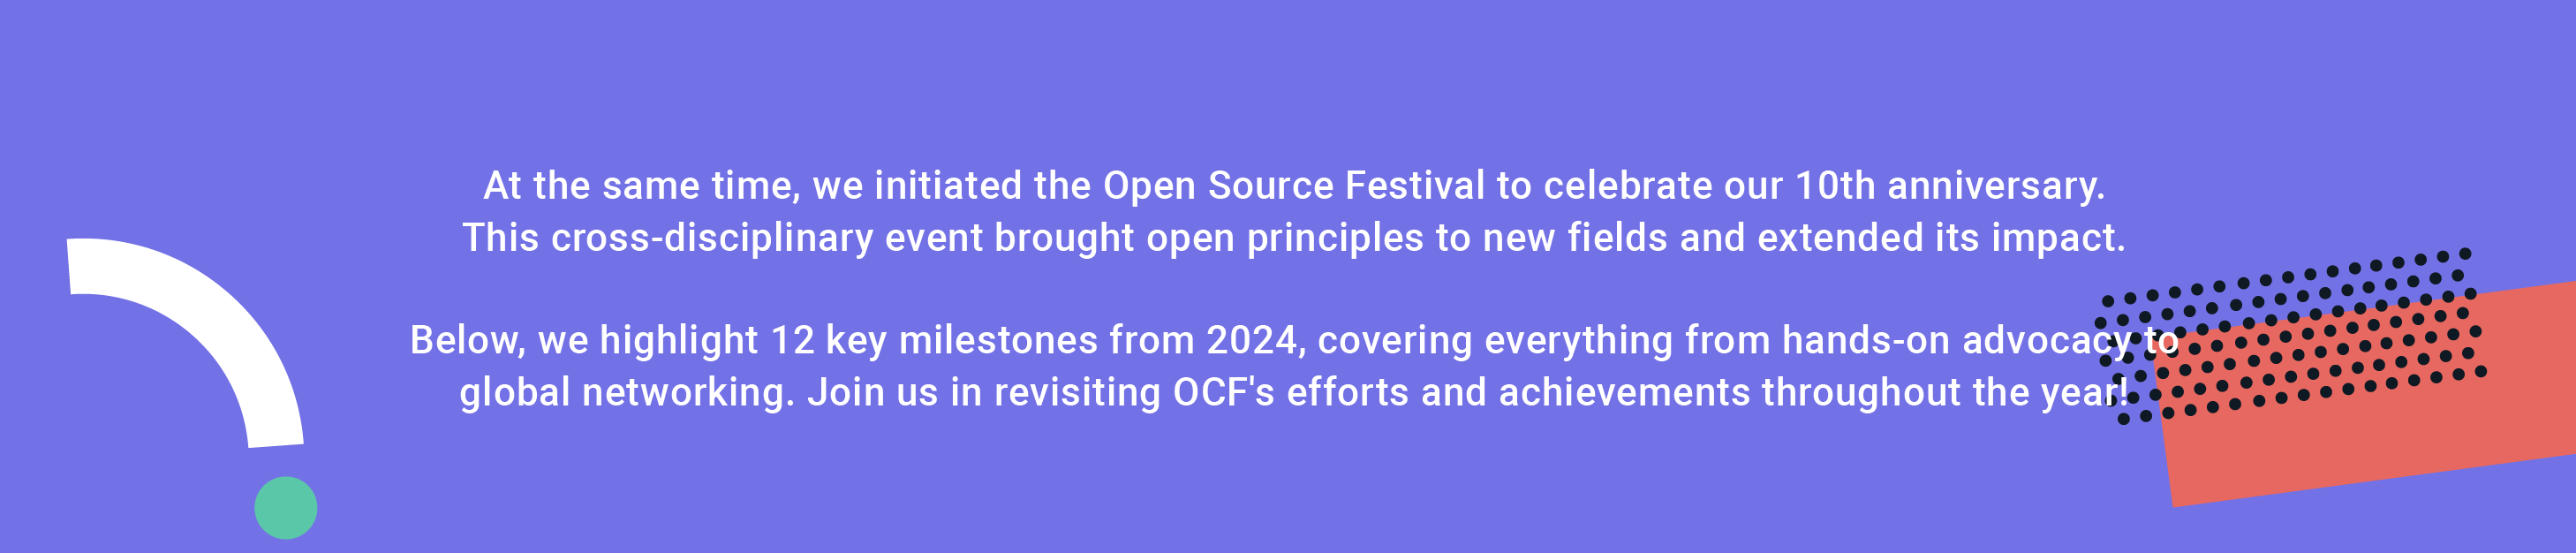 At the same time, we initiated the Open Source Festival to celebrate our 10th anniversary.
This cross-disciplinary event brought open principles to new fields and extended its impact.
Below, we highlight 12 key milestones from 2024, covering everything from hands-on advocacy to
global networking. Join us in revisiting OCF's efforts and achievements throughout the year!